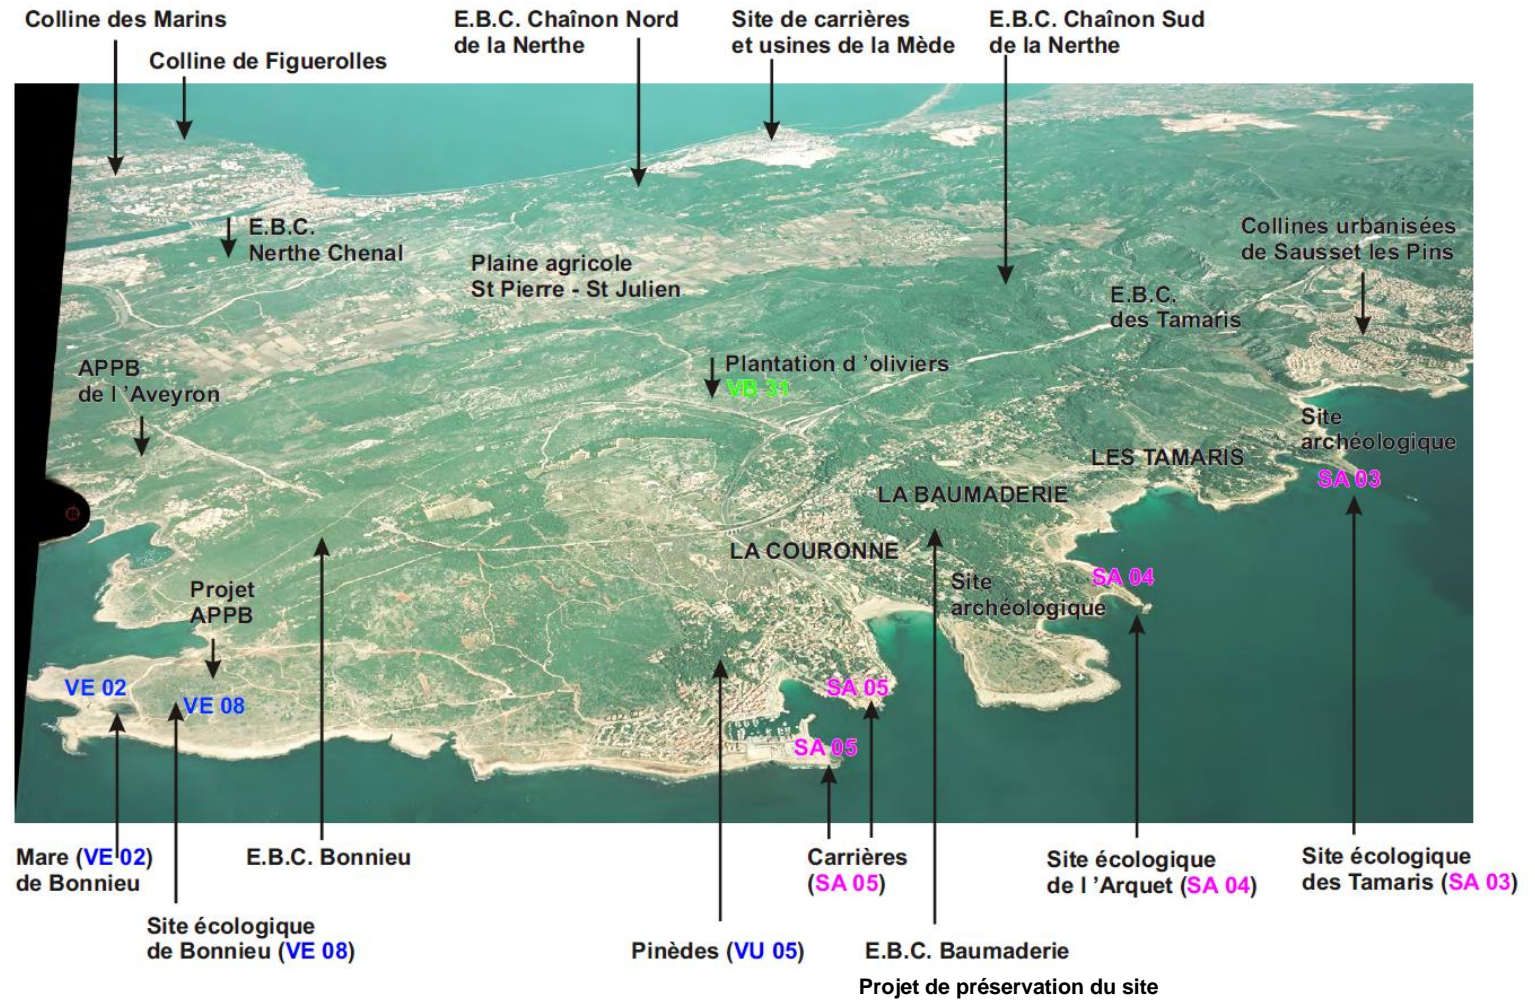 Colline des Marins
Colline de Figuerolles
E.B.C. Chaînon Nord
de la Nerthe
Site de carrières
et usines de la Mède
E.B.C. Chaînon Sud
de la Nerthe
E.B.C.
Nerthe Chenal
Plaine agricole
St Pierre - St Julien
Collines urbanisées
de Sausset les Pins
E.B.C.
des Tamaris
APPB
de l 'Aveyron
Plantation d 'oliviers
VB 31
Site
archéologique
SA 03
LES TAMARIS
LA BAUMADERIE
LA COURONNE
SA 04
Site
archéologique
Projet
APPB
VE 02
VE 08
SA 05
SA 05
Mare (VE 02)
de Bonnieu
E.B.C. Bonnieu
Carrières
(SA 05)
Site écologique
de l 'Arquet (SA 04)
Site écologique
des Tamaris (SA 03)
Site écologique
de Bonnieu (VE 08)
Pinèdes (VU 05)
E.B.C. Baumaderie
Projet de préservation du site